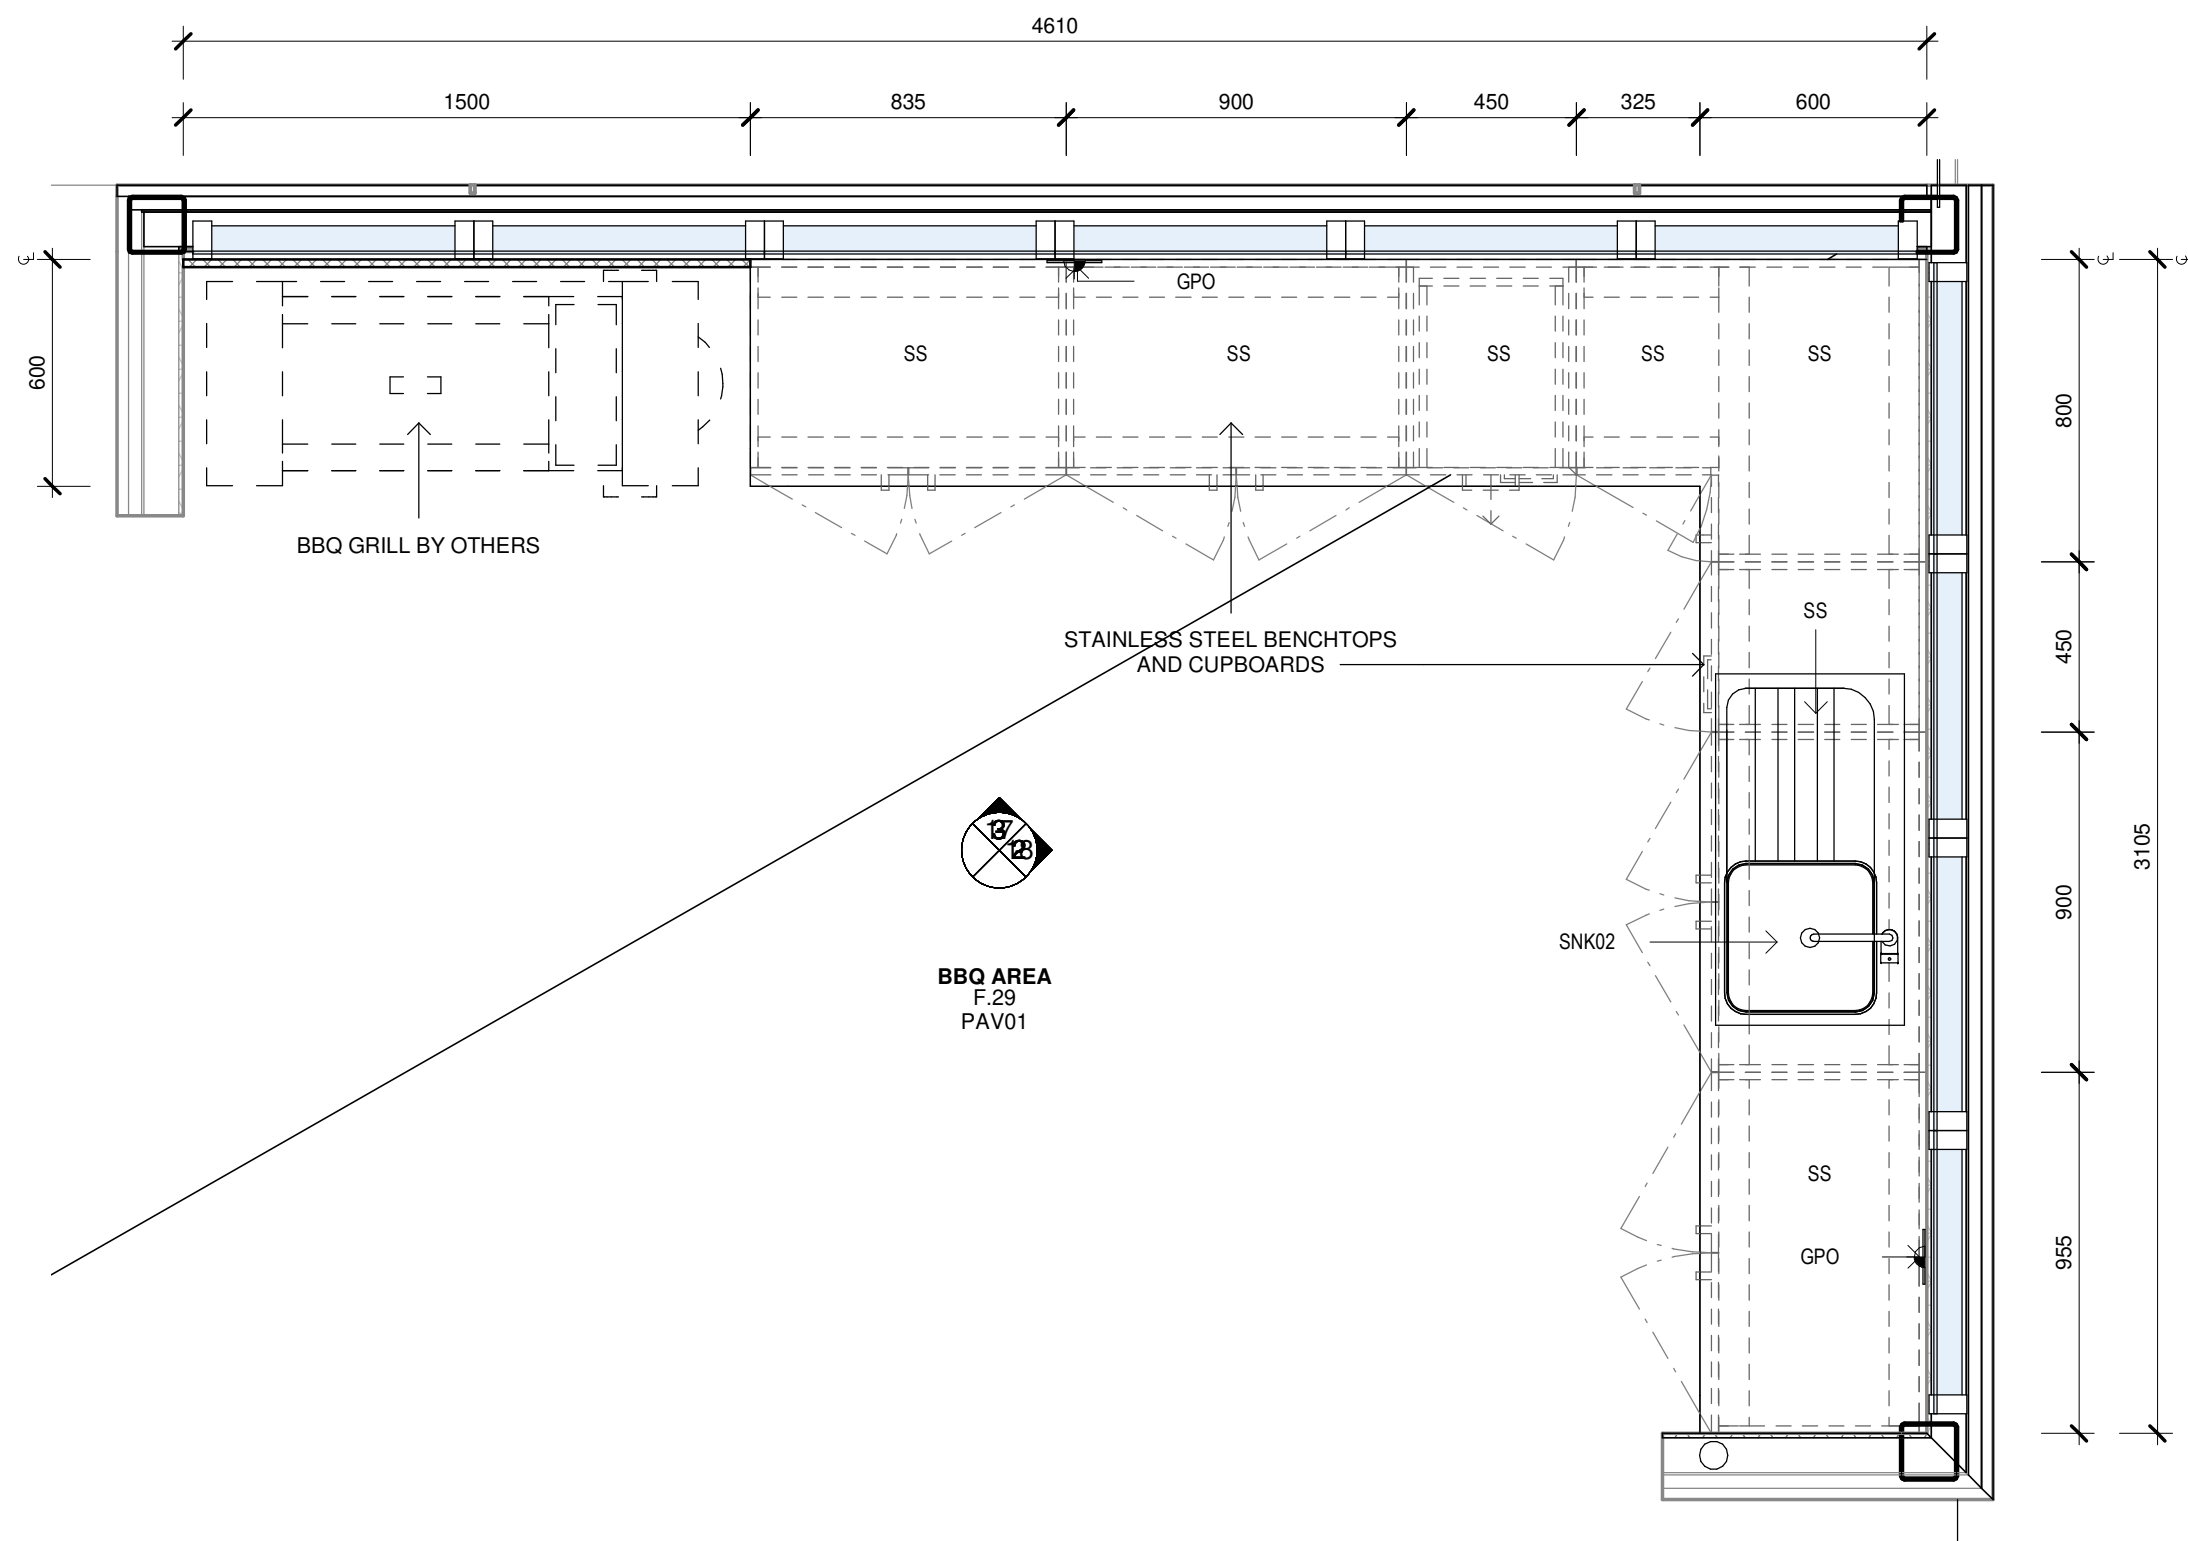 4610
1500
835
900
450
325
600
GPO
SS
SS
SS
SS
SS
600
800
BBQ GRILL BY OTHERS
SS
STAINLESS STEEL BENCHTOPS
AND CUPBOARDS
450
3105
900
SNK02
BBQ AREA
F.29
PAV01
SS
GPO
955